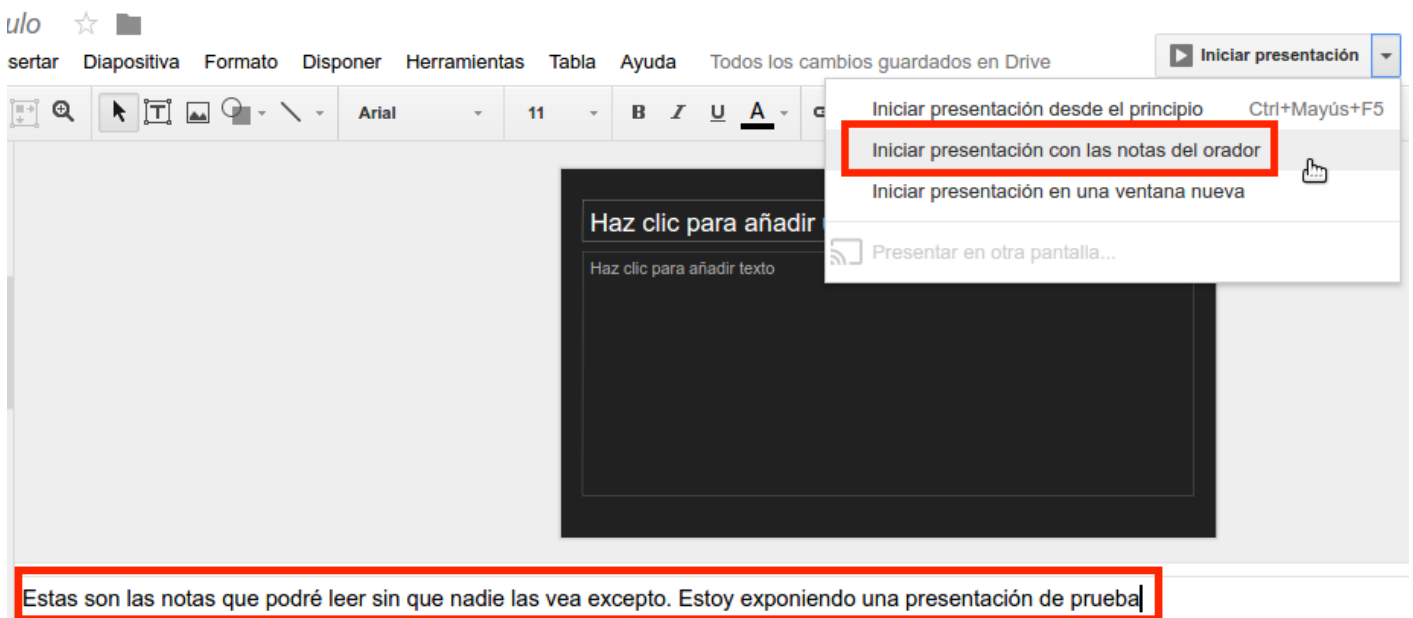 ulo
sertar Diapositiva Formato Disponer Herramientas Tabla Ayuda Todos los cambios guardados en Drive
Iniciar presentación
Arial 11 B I U A
Iniciar presentación desde el principio Ctrl+Mayús+F5
Iniciar presentación con las notas del orador
Iniciar presentación en una ventana nueva
Presentar en otra pantalla...
Haz clic para añadir
Haz clic para añadir texto
Estas son las notas que podré leer sin que nadie las vea excepto. Estoy exponiendo una presentación de prueba